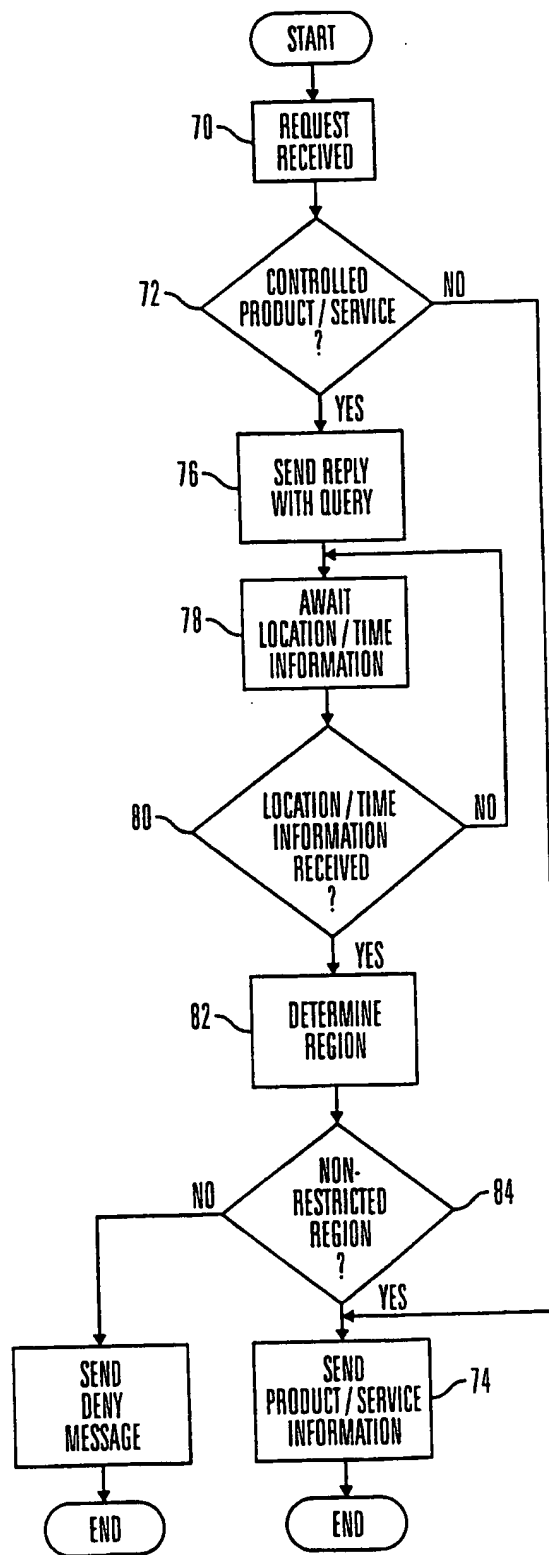 START
70
REQUEST
RECEIVED
72
CONTROLLED
PRODUCT / SERVICE
?
NO
YES
76
SEND REPLY
WITH QUERY
78
AWAIT
LOCATION / TIME
INFORMATION
80
LOCATION / TIME
INFORMATION
RECEIVED
?
NO
YES
82
DETERMINE
REGION
NON-
RESTRICTED
REGION
?
84
NO
YES
SEND
DENY
MESSAGE
SEND
PRODUCT / SERVICE
INFORMATION
74
END
END